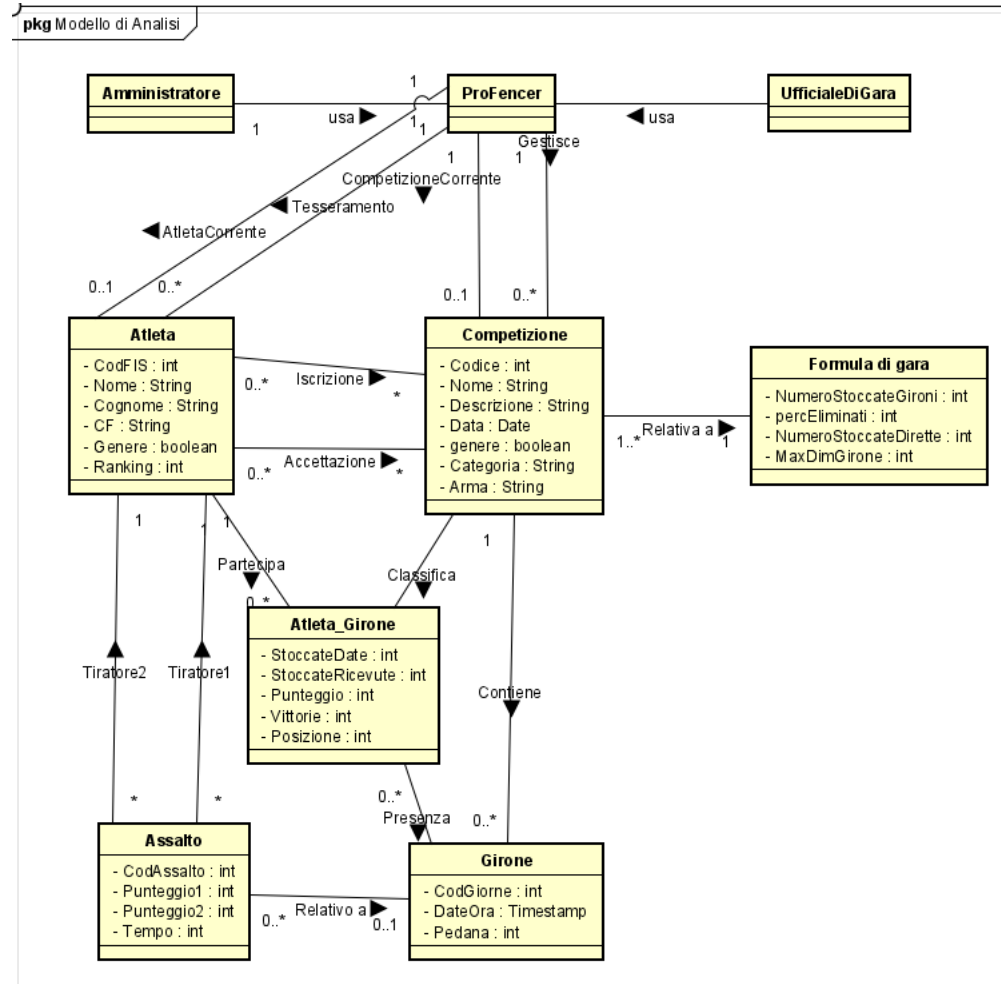 pkg Modello di Analisi
Amministratore
ProFencer
UfficialeDiGara
1
usa
1
1
1
usa
1
1
Gestisce
CompetizioneCorrente
Tesseramento
AtletaCorrente
0..1
0..*
0..1
0..*
Atleta
- CodFIS : int
- Nome : String
- Cognome : String
- CF : String
- Genere : boolean
- Ranking : int
Competizione
- Codice : int
- Nome : String
- Descrizione : String
- Data : Date
- genere : boolean
- Categoria : String
- Arma : String
Formula di gara
- NumeroStoccateGironi : int
- percEliminati : int
- NumeroStoccateDirette : int
- MaxDimGirone : int
0..*
Iscrizione
*
1..*
Relativa a
1
0..*
Accettazione
*
1
1
1
1
Partecipa
Classifica
0..*
Atleta_Girone
- StoccateDate : int
- StoccateRicevute : int
- Punteggio : int
- Vittorie : int
- Posizione : int
Tiratore2
Tiratore1
Contiene
*
*
0..*
Presenza
0..*
Assalto
- CodAssalto : int
- Punteggio1 : int
- Punteggio2 : int
- Tempo : int
0..*
Relativo a
0..1
Girone
- CodGiorne : int
- DateOra : Timestamp
- Pedana : int